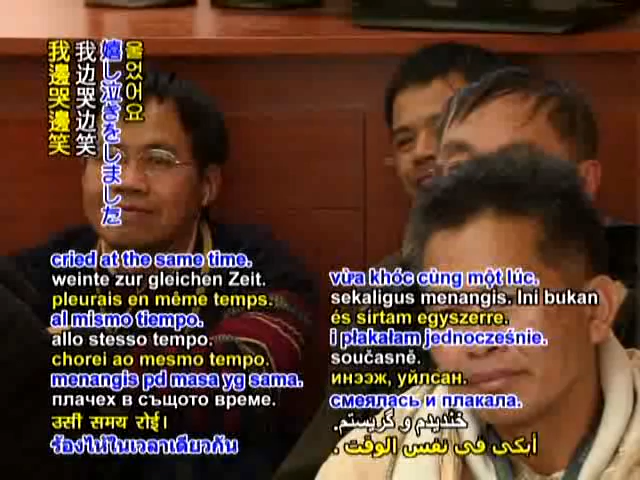 我邊哭邊笑
我边哭边笑
嬉し泣きをしました
울었어요
cried at the same time.
weinte zur gleichen Zeit.
pleurais en même temps.
al mismo tiempo.
allo stesso tempo.
chorei ao mesmo tempo.
menangis pd masa yg sama.
плачех в същото време.
उसी समय रोई।
ร้องไห้ในเวลาเดียวกัน
vừa khóc cùng một lúc.
sekaligus menangis. Ini bukan
és sírtam egyszerre.
i płakałam jednocześnie.
současně.
инээж, уйлсан.
смеялась и плакала.
خندیدم و گریستم.
أبكي في نفس الوقت .